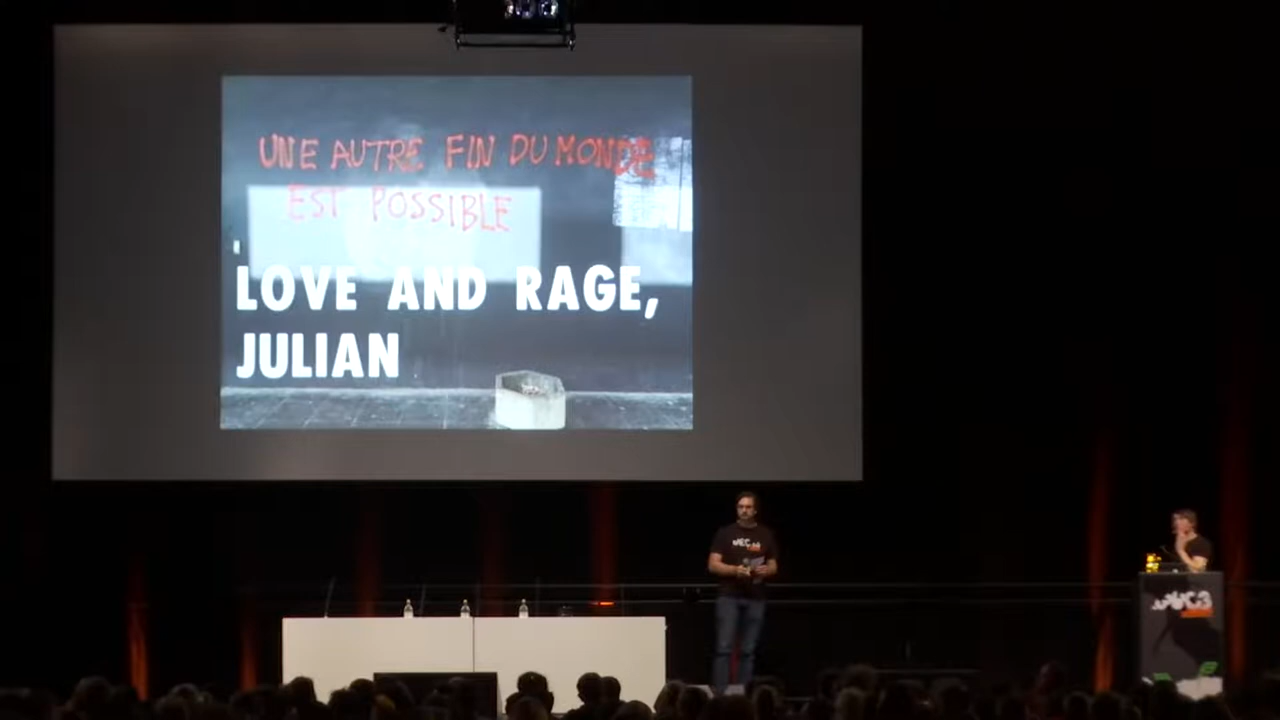 UNE AUTRE FIN DU MONDE
EST POSSIBLE
LOVE AND RAGE,
JULIAN